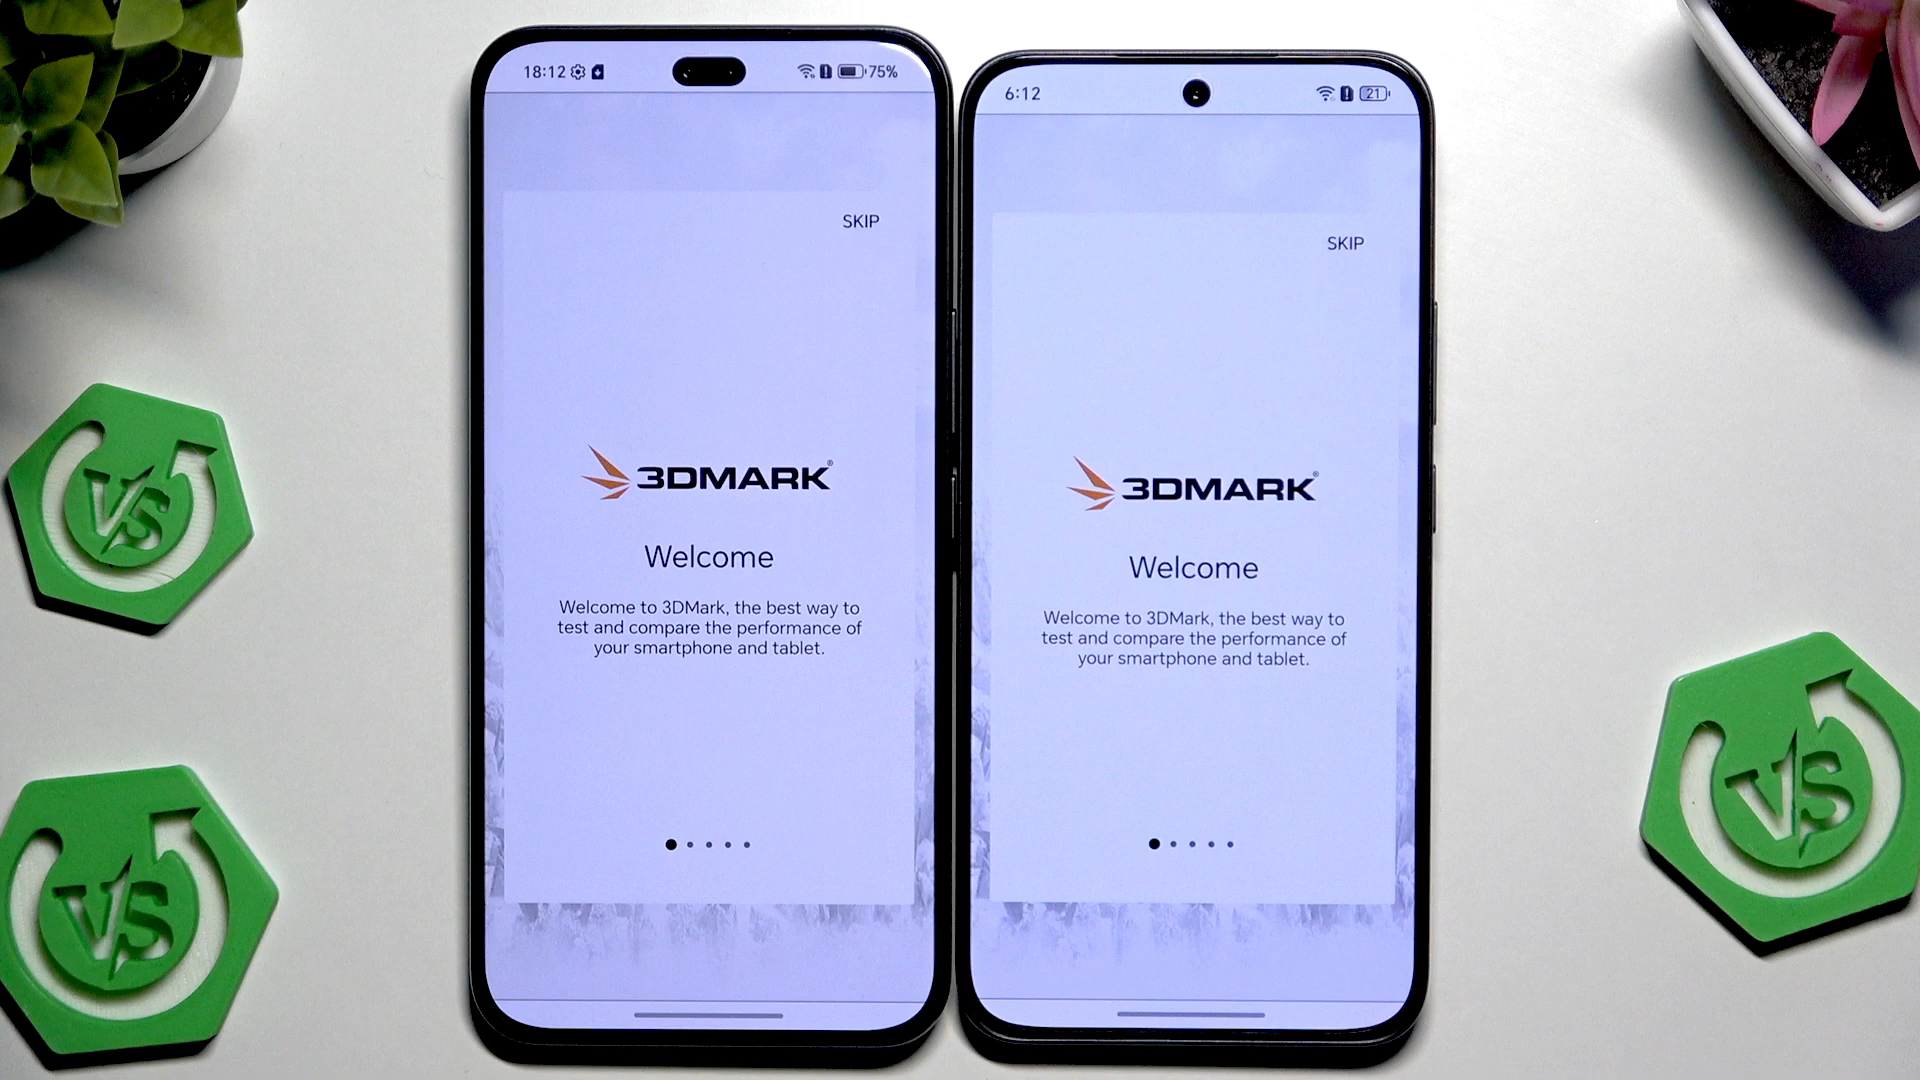 18:12
75%
SKIP
3DMARK®
Welcome
Welcome to 3DMark, the best way to
test and compare the performance of
your smartphone and tablet.
6:12
21
SKIP
3DMARK®
Welcome
Welcome to 3DMark, the best way to
test and compare the performance of
your smartphone and tablet.
VS
VS
VS